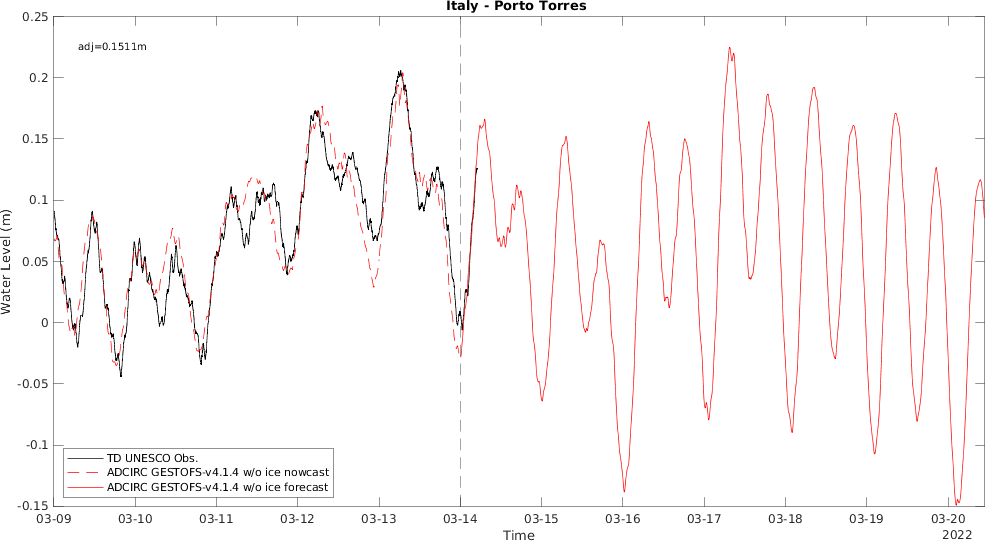 Italy - Porto Torres
adj=0.1511m
Water Level (m)
0.25
0.2
0.15
0.1
0.05
0
-0.05
-0.1
-0.15
TD UNESCO Obs.
ADCIRC GESTOFS-v4.1.4 w/o ice nowcast
ADCIRC GESTOFS-v4.1.4 w/o ice forecast
03-09 03-10 03-11 03-12 03-13 03-14 03-15 03-16 03-17 03-18 03-19 03-20
Time
2022